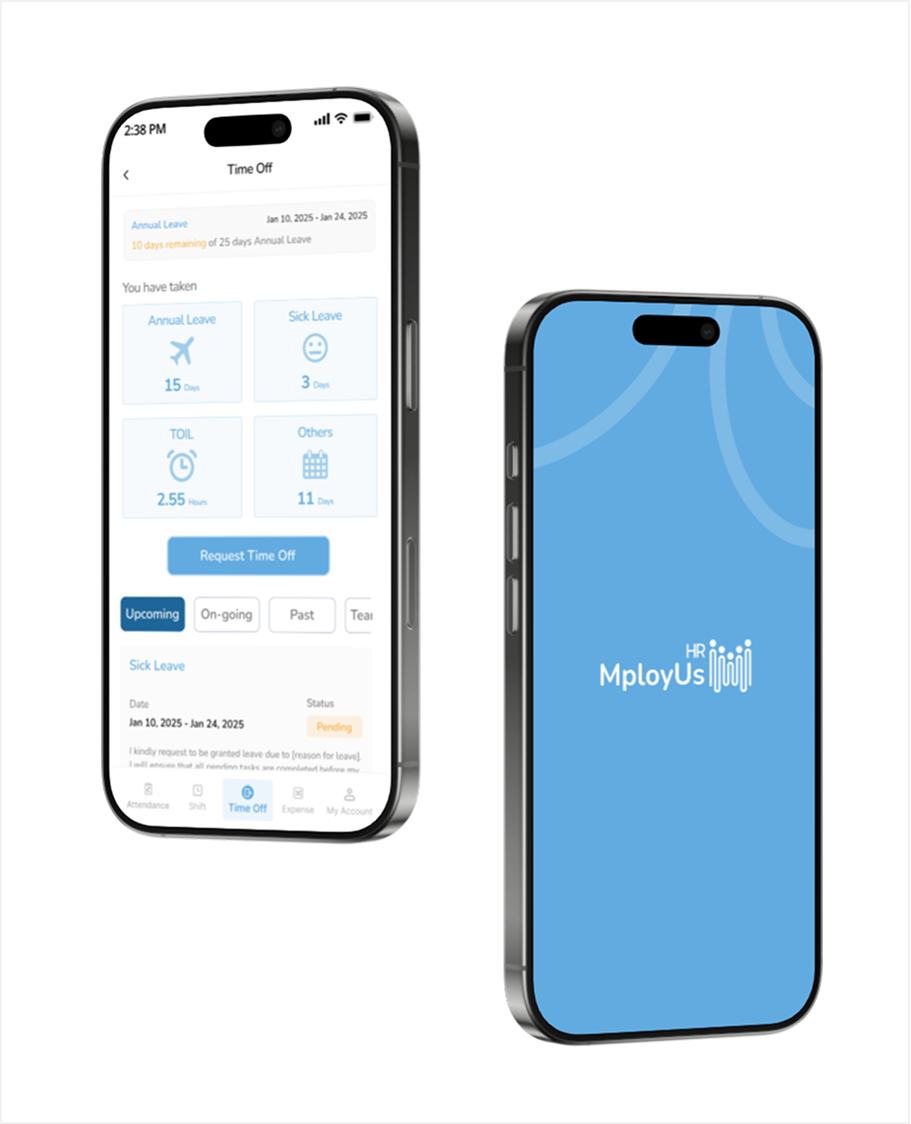 2:38 PM
Time Off
Annual Leave
Jan 10, 2025 - Jan 24, 2025
10 days remaining of 25 days Annual Leave
You have taken
Annual Leave
Sick Leave
15 Days
3 Days
TOIL
Others
2.55 Hours
11 Days
Request Time Off
Upcoming
On-going
Past
Tear
Sick Leave
Date
Status
Jan 10, 2025 - Jan 24, 2025
Pending
I kindly request to be granted leave due to [reason for leave].
I will ensure that all pending tasks are completed before my
Attendance
Shift
Time Off
Expense
My Account
HR
MployUs